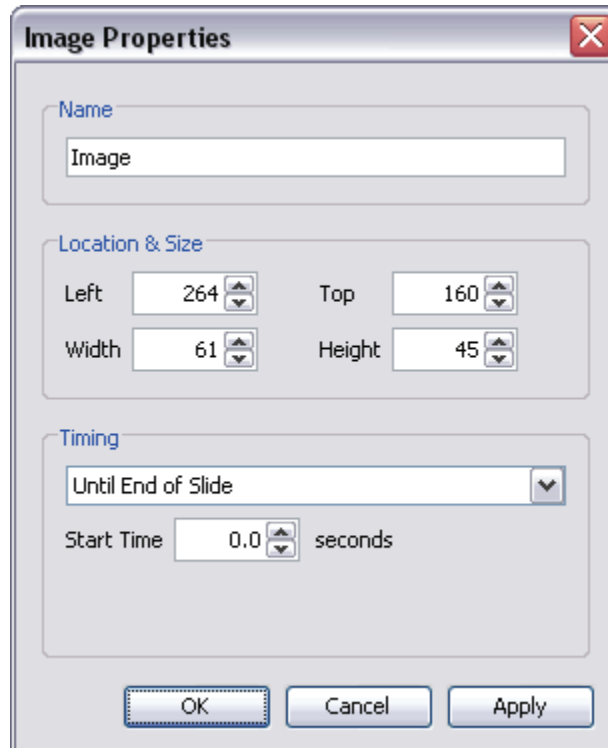 Image Properties
Name
Image
Location & Size
Left 264 Top 160
Width 61 Height 45
Timing
Until End of Slide
Start Time 0.0 seconds
OK Cancel Apply